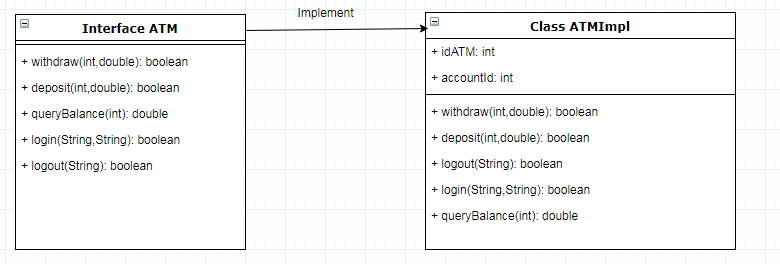 Implement
Interface ATM
+ withdraw(int,double): boolean
+ deposit(int,double): boolean
+ queryBalance(int): double
+ login(String,String): boolean
+ logout(String): boolean
Class ATMImpl
+ idATM: int
+ accountId: int
+ withdraw(int,double): boolean
+ deposit(int,double): boolean
+ logout(String): boolean
+ login(String,String): boolean
+ queryBalance(int): double